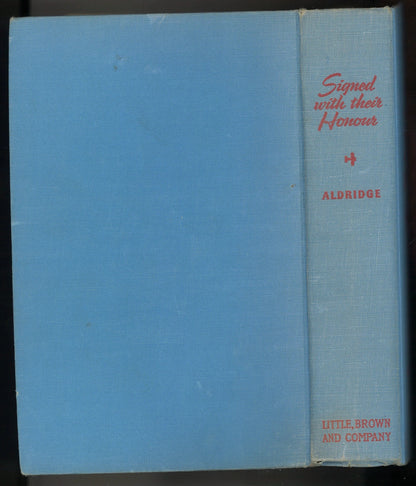 Signed
with their
Honour
ALDRIDGE
LITTLE, BROWN
AND COMPANY